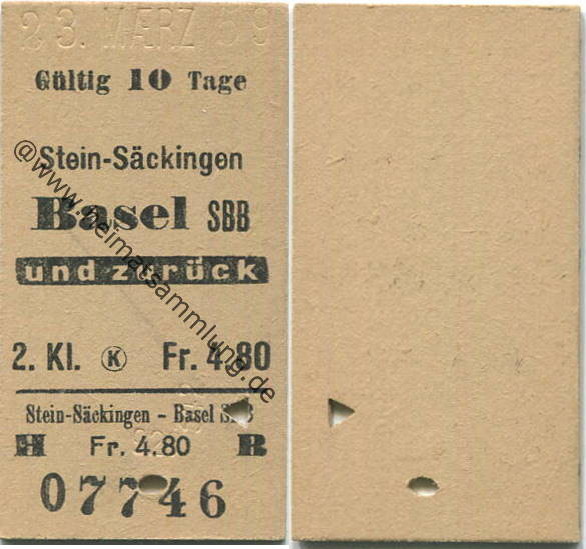 23. MÆRZ 59
Gültig 10 Tage
Stein-Säckingen
Basel SBB
und zurück
2. Kl. K Fr. 4.80
Stein-Säckingen - Basel SBB
H Fr. 4.80 R
07746
@www.heimatsammlung.de